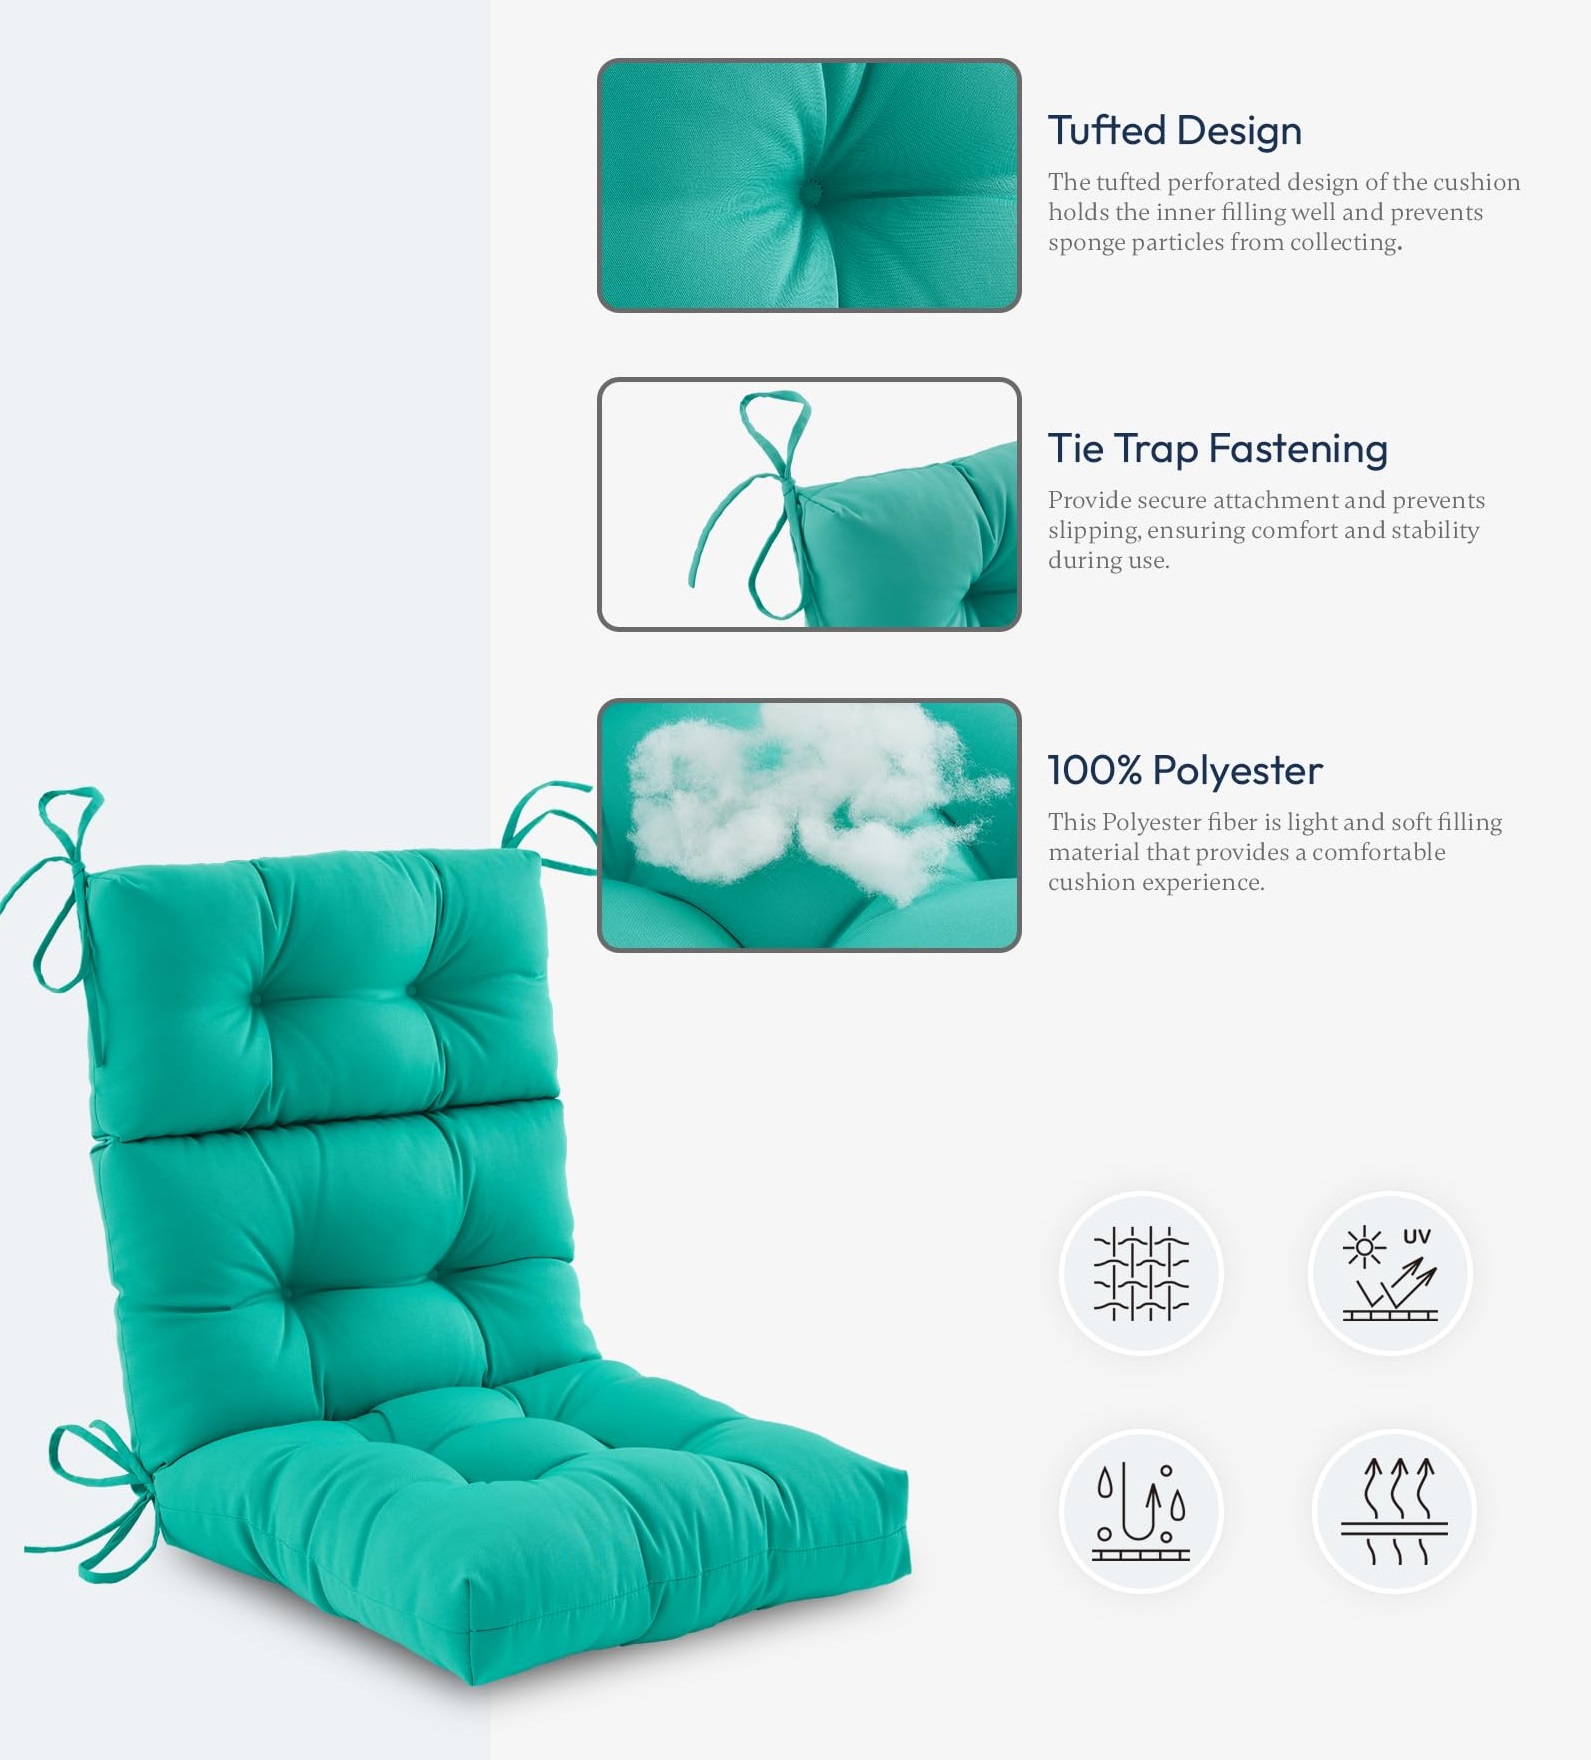 Tufted Design
The tufted perforated design of the cushion
holds the inner filling well and prevents
sponge particles from collecting.
Tie Trap Fastening
Provide secure attachment and prevents
slipping, ensuring comfort and stability
during use.
100% Polyester
This Polyester fiber is light and soft filling
material that provides a comfortable
cushion experience.
UV